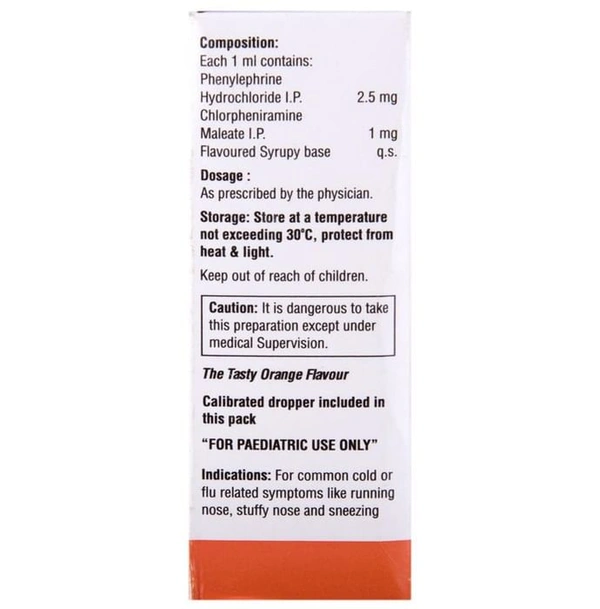 Composition:
Each 1 ml contains:
Phenylephrine
Hydrochloride I.P. 2.5 mg
Chlorpheniramine
Maleate I.P. 1 mg
Flavoured Syrupy base q.s.
Dosage :
As prescribed by the physician.
Storage: Store at a temperature
not exceeding 30°C, protect from
heat & light.
Keep out of reach of children.
Caution: It is dangerous to take
this preparation except under
medical Supervision.
The Tasty Orange Flavour
Calibrated dropper included in
this pack
“FOR PAEDIATRIC USE ONLY”
Indications: For common cold or
flu related symptoms like running
nose, stuffy nose and sneezing